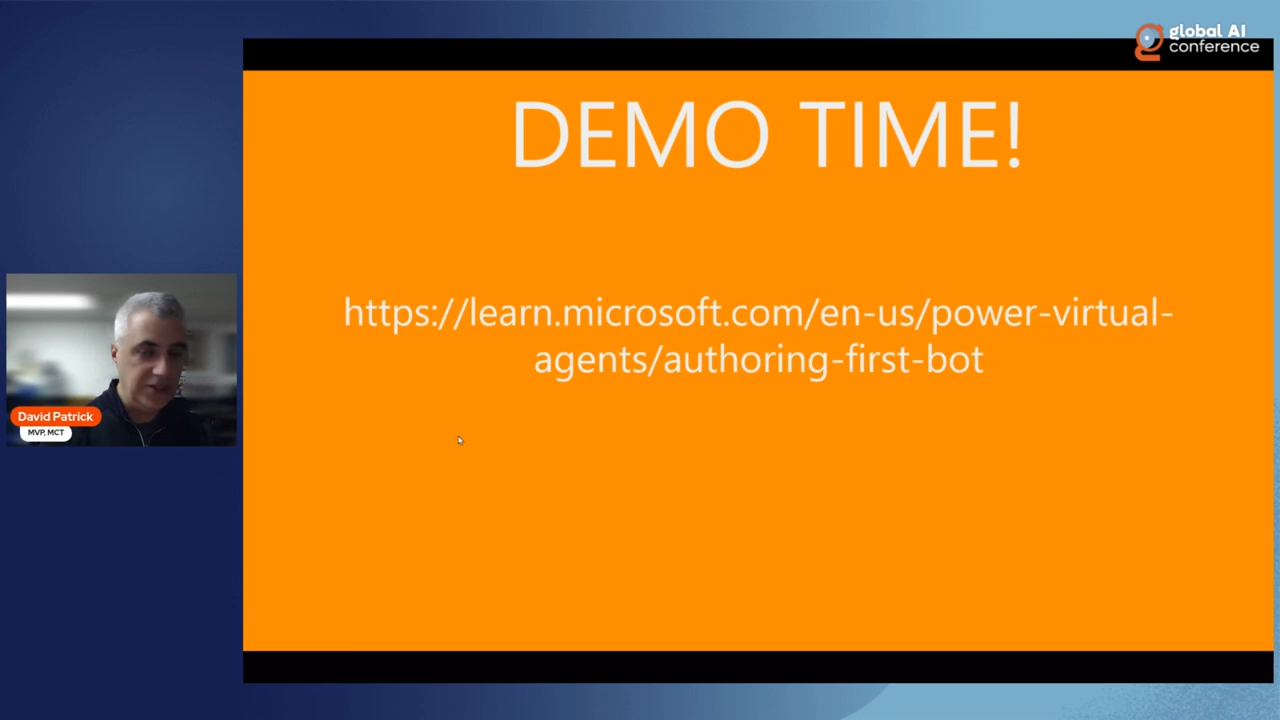 global AI
conference
DEMO TIME!
https://learn.microsoft.com/en-us/power-virtual-
agents/authoring-first-bot
David Patrick
MVP, MCT